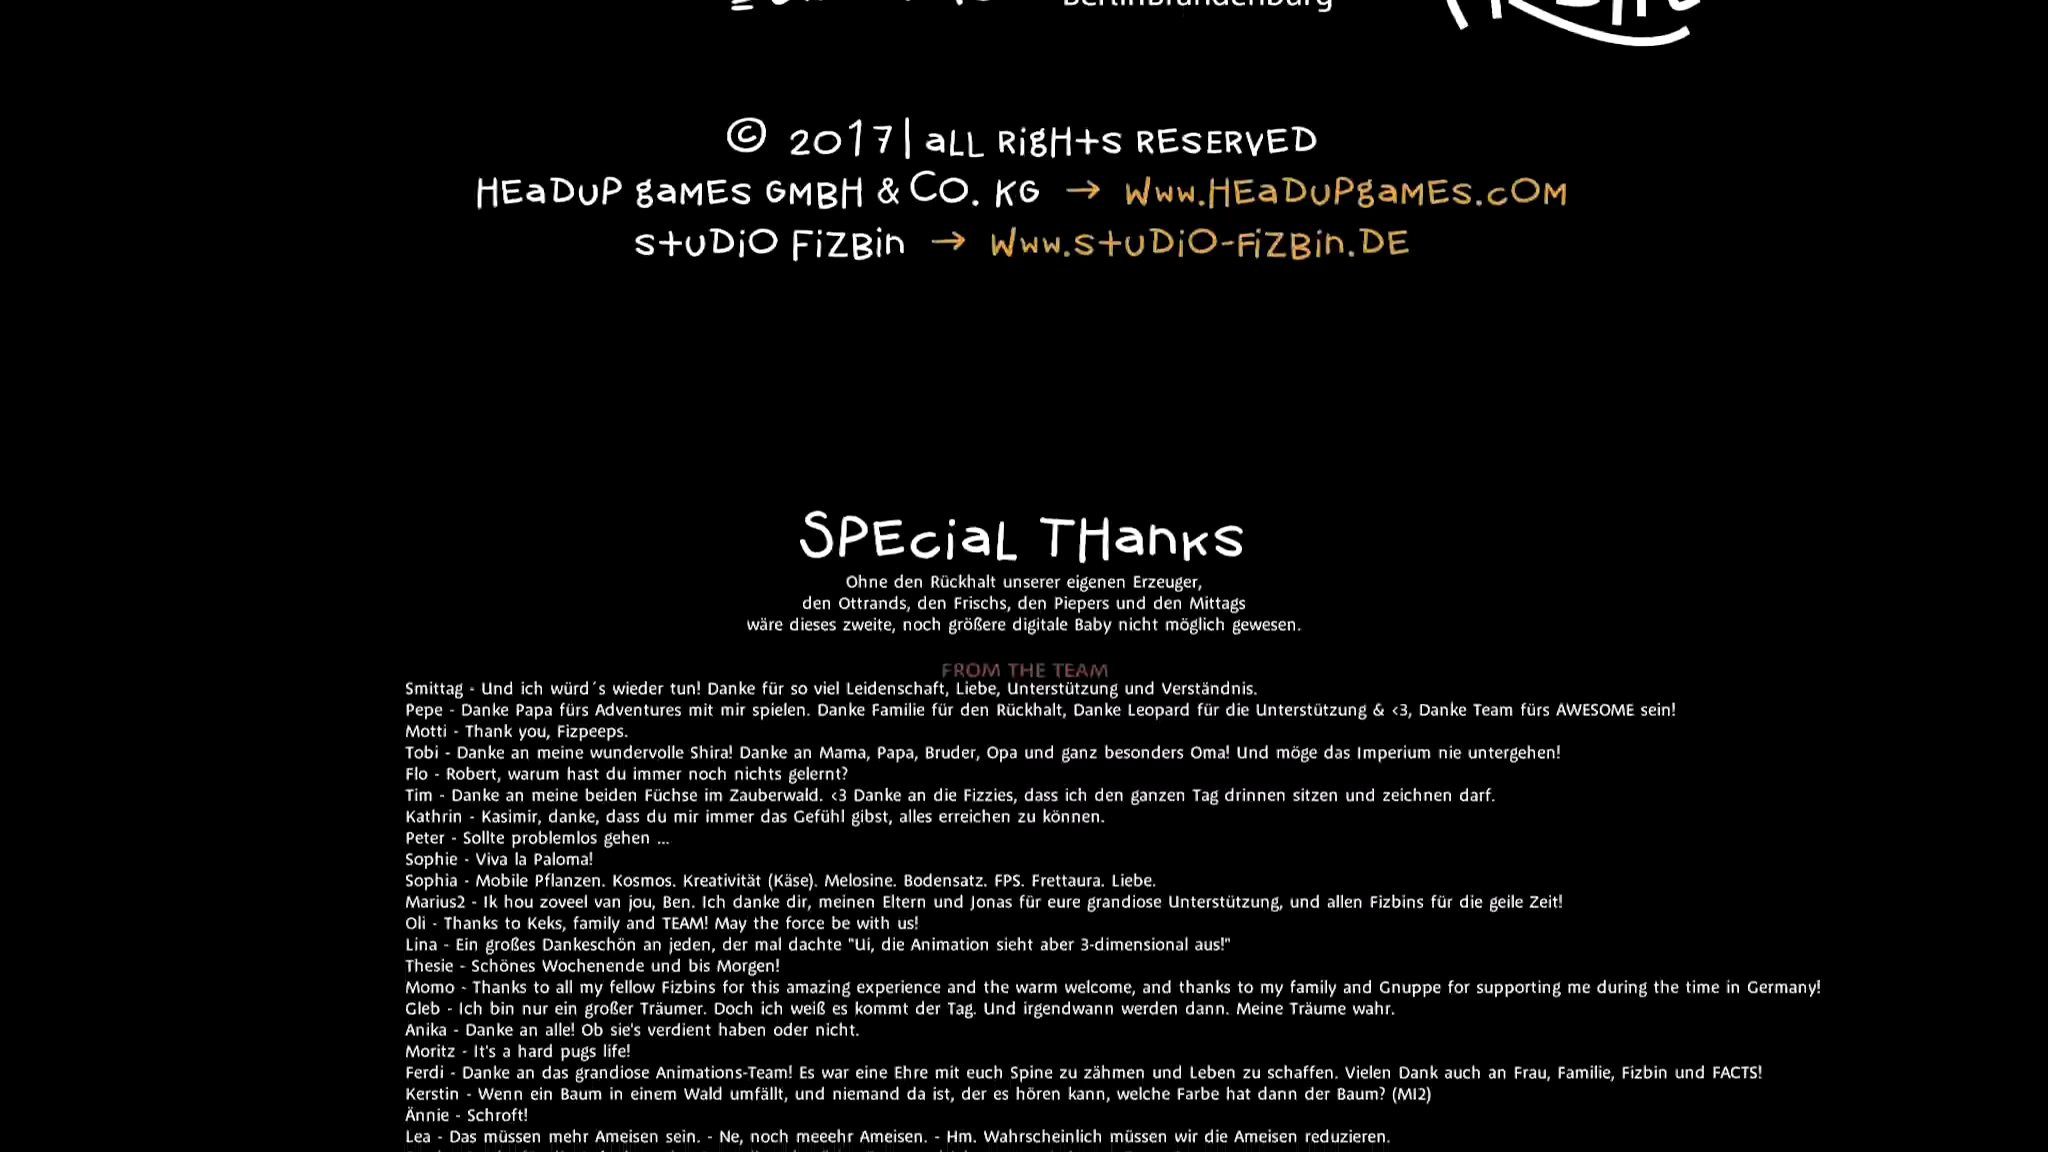 BerlinBrandenburg
© 2017 | ALL RIGHTS RESERVED
HEADUP GAMES GMBH & CO. KG → WWW.HEADUPGAMES.COM
STUDIO FIZBIN → WWW.STUDIO-FIZBIN.DE
SPECIAL THANKS
Ohne den Rückhalt unserer eigenen Erzeuger,
den Ottrands, den Frischs, den Piepers und den Mittags
wäre dieses zweite, noch größere digitale Baby nicht möglich gewesen.
FROM THE TEAM
Smittag - Und ich würd´s wieder tun! Danke für so viel Leidenschaft, Liebe, Unterstützung und Verständnis.
Pepe - Danke Papa fürs Adventures mit mir spielen. Danke Familie für den Rückhalt, Danke Leopard für die Unterstützung & <3, Danke Team fürs AWESOME sein!
Motti - Thank you, Fizpeeps.
Tobi - Danke an meine wundervolle Shira! Danke an Mama, Papa, Bruder, Opa und ganz besonders Oma! Und möge das Imperium nie untergehen!
Flo - Robert, warum hast du immer noch nichts gelernt?
Tim - Danke an meine beiden Füchse im Zauberwald. <3 Danke an die Fizzies, dass ich den ganzen Tag drinnen sitzen und zeichnen darf.
Kathrin - Kasimir, danke, dass du mir immer das Gefühl gibst, alles erreichen zu können.
Peter - Sollte problemlos gehen ...
Sophie - Viva la Paloma!
Sophia - Mobile Pflanzen. Kosmos. Kreativität (Käse). Melosine. Bodensatz. FPS. Frettaura. Liebe.
Marius2 - Ik hou zoveel van jou, Ben. Ich danke dir, meinen Eltern und Jonas für eure grandiose Unterstützung, und allen Fizbins für die geile Zeit!
Oli - Thanks to Keks, family and TEAM! May the force be with us!
Lina - Ein großes Dankeschön an jeden, der mal dachte "Ui, die Animation sieht aber 3-dimensional aus!"
Thesie - Schönes Wochenende und bis Morgen!
Momo - Thanks to all my fellow Fizbins for this amazing experience and the warm welcome, and thanks to my family and Gnuppe for supporting me during the time in Germany!
Gleb - Ich bin nur ein großer Träumer. Doch ich weiß es kommt der Tag. Und irgendwann werden dann. Meine Träume wahr.
Anika - Danke an alle! Ob sie's verdient haben oder nicht.
Moritz - It's a hard pugs life!
Ferdi - Danke an das grandiose Animations-Team! Es war eine Ehre mit euch Spine zu zähmen und Leben zu schaffen. Vielen Dank auch an Frau, Familie, Fizbin und FACTS!
Kerstin - Wenn ein Baum in einem Wald umfällt, und niemand da ist, der es hören kann, welche Farbe hat dann der Baum? (MI2)
Ännie - Schroft!
Lea - Das müssen mehr Ameisen sein. - Ne, noch meeehr Ameisen. - Hm. Wahrscheinlich müssen wir die Ameisen reduzieren.